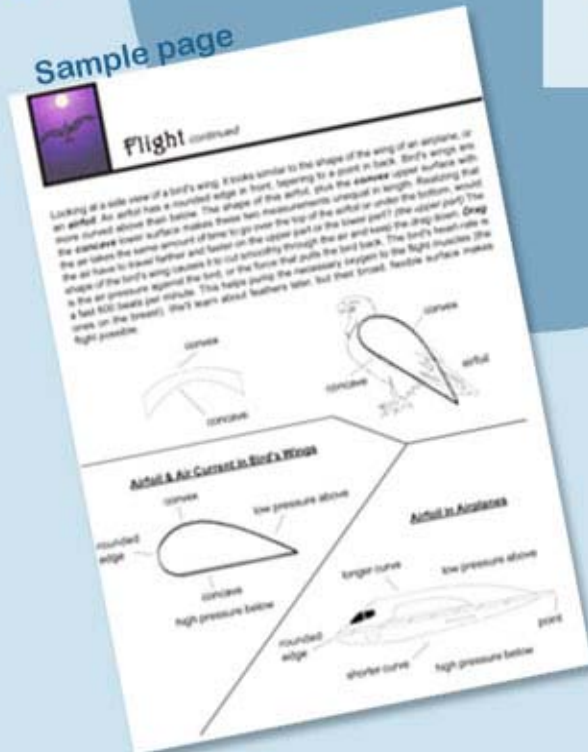 Sample page
Flight continued
Looking at a side view of a bird's wing, it looks similar to the shape of the wing of an airplane, or
an airfoil. An airfoil has a rounded edge in front, tapering to a point in back. Bird's wings are
more curved above than below. The shape of this airfoil, plus the convex upper surface with
the concave lower surface makes these two measurements unequal in length. Realizing that
the air takes the same amount of time to go over the top of the airfoil or under the bottom, would
the air have to travel farther and faster on the upper part or the lower part? (the upper part) The
shape of the bird's wing causes it to cut smoothly through the air and keep the drag down. Drag
is the air pressure against the bird, or the force that pulls the bird back. The bird's heart-rate is
a fast 600 beats per minute. This helps pump the necessary oxygen to the flight muscles (the
ones on the breast). We'll learn about feathers later, but their broad, flexible surface makes
flight possible.
convex
concave
convex
concave
airfoil
Airfoil & Air Current in Bird's Wings
convex
low pressure above
rounded
edge
concave
high pressure below
Airfoil in Airplanes
longer curve
low pressure above
rounded
edge
point
shorter curve
high pressure below